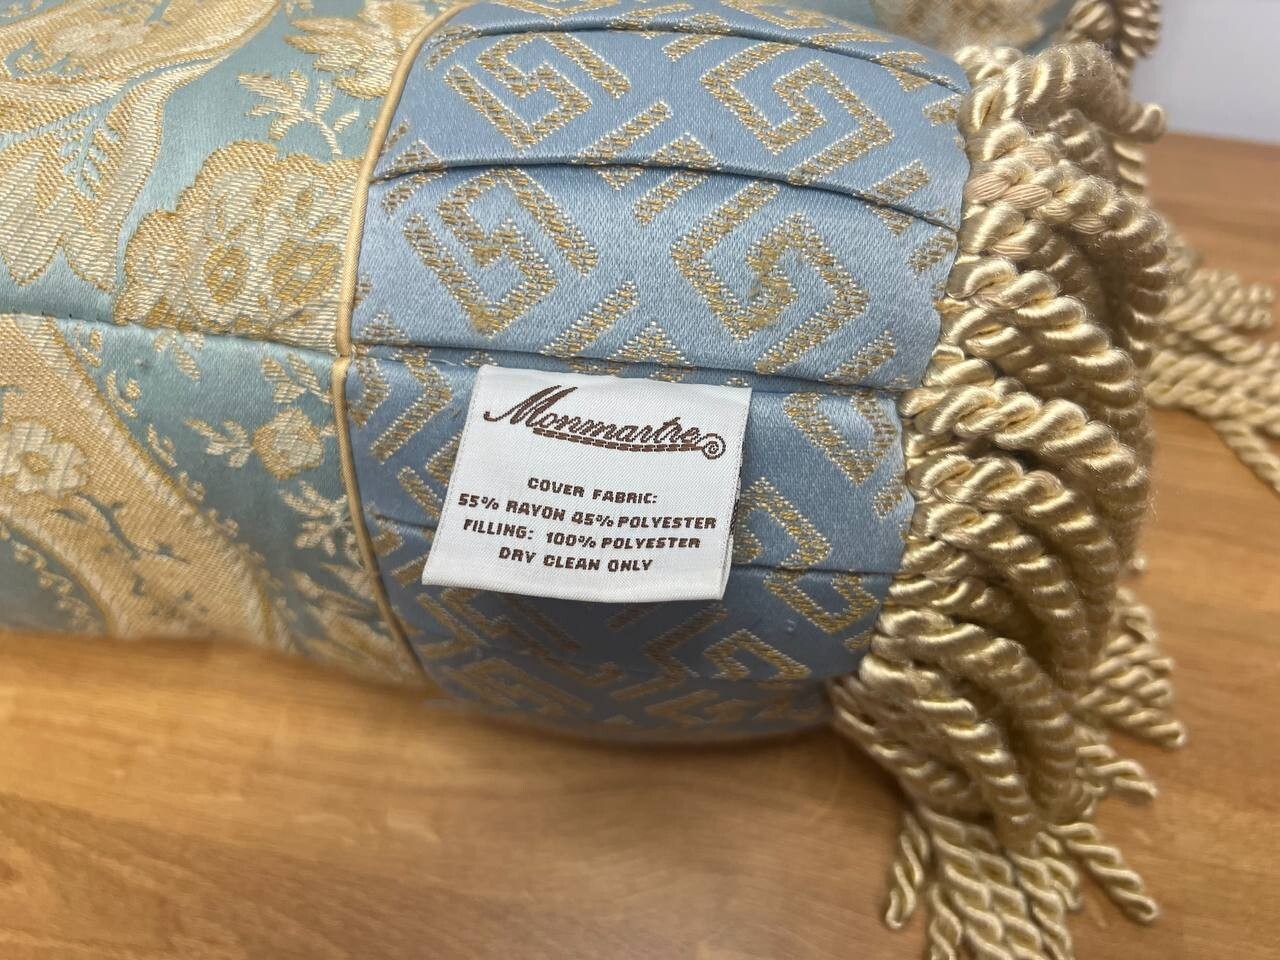 Monmartre
COVER FABRIC:
55% RAYON 45% POLYESTER
FILLING: 100% POLYESTER
DRY CLEAN ONLY